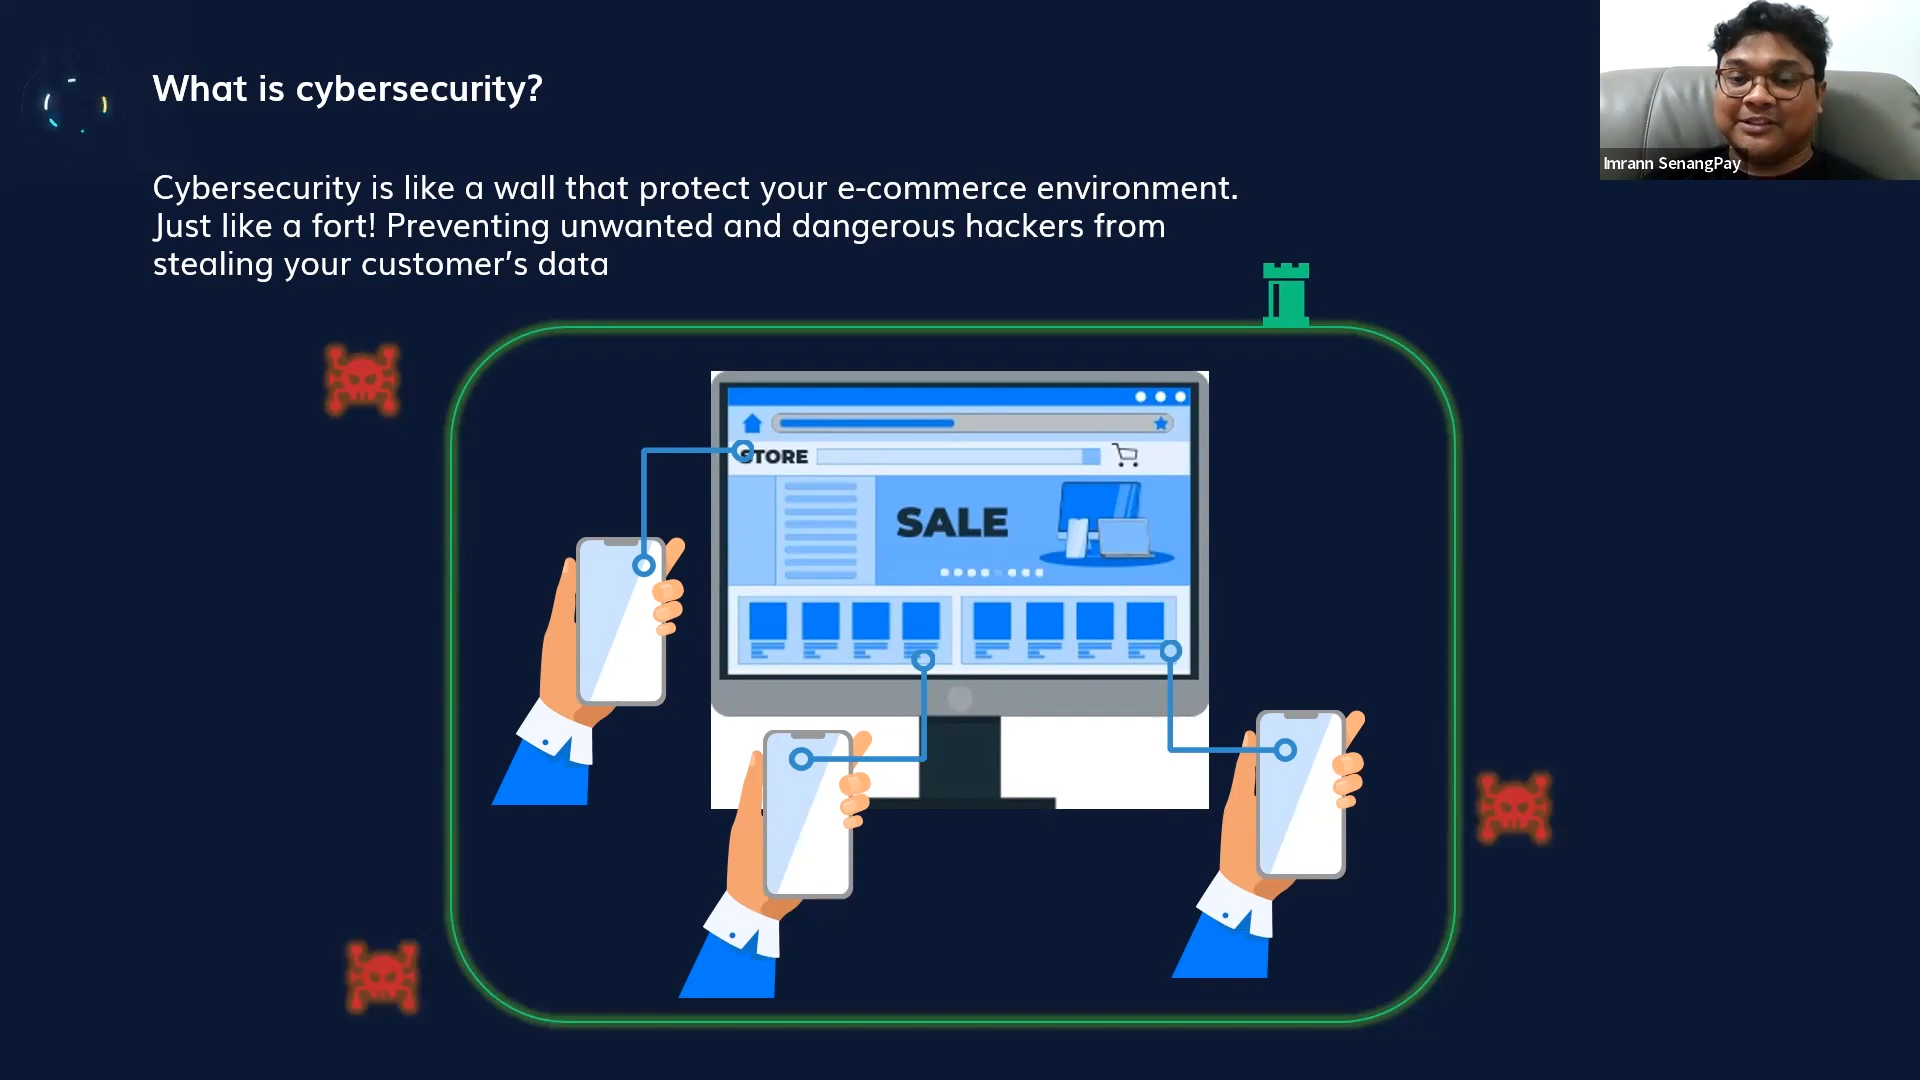 What is cybersecurity?
Cybersecurity is like a wall that protect your e-commerce environment.
Just like a fort! Preventing unwanted and dangerous hackers from
stealing your customer’s data
Imrann SenangPay
STORE
SALE